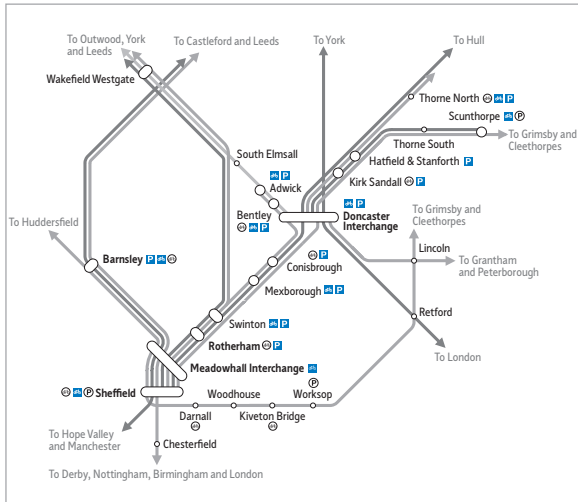 To Outwood, York
and Leeds
To Castleford and Leeds
To York
To Hull
Wakefield Westgate
Thorne North P
Scunthorpe P
To Grimsby and
Cleethorpes
Thorne South
South Elmsall
Hatfield & Stanforth P
P
Adwick
Kirk Sandall P
P
Bentley
P
Doncaster
Interchange
To Huddersfield
To Grimsby and
Cleethorpes
Lincoln
To Grantham
and Peterborough
Barnsley P
P
Conisbrough
Mexborough P
Swinton P
Retford
Rotherham P
To London
Meadowhall Interchange
P Sheffield
P
Woodhouse
Worksop
Darnall
Kiveton Bridge
To Hope Valley
and Manchester
Chesterfield
To Derby, Nottingham, Birmingham and London